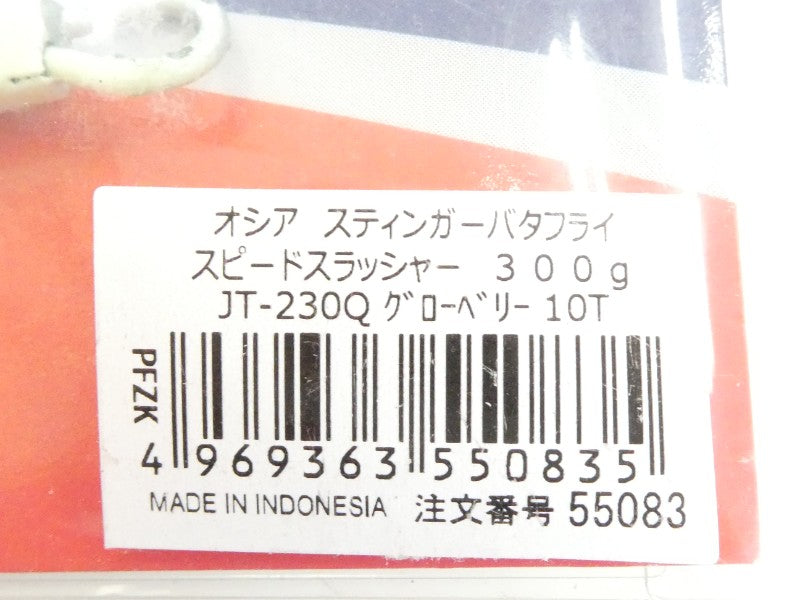 オシア スティンガーバタフライ
スピードスラッシャー 300g
JT-230Q グローベリー 10T
PFZK
4 969363 550835
MADE IN INDONESIA 注文番号 55083